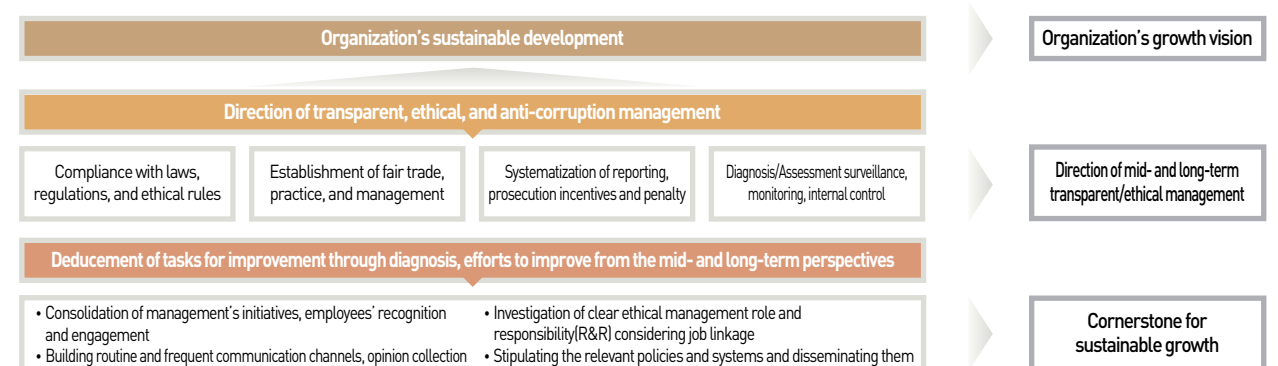 Organization's sustainable development
Organization's growth vision
Direction of transparent, ethical, and anti-corruption management
Compliance with laws,
regulations, and ethical rules
Establishment of fair trade,
practice, and management
Systematization of reporting,
prosecution incentives and penalty
Diagnosis/Assessment surveillance,
monitoring, internal control
Direction of mid- and long-term
transparent/ethical management
Deducement of tasks for improvement through diagnosis, efforts to improve from the mid- and long-term perspectives
• Consolidation of management's initiatives, employees' recognition
and engagement
• Building routine and frequent communication channels, opinion collection
• Investigation of clear ethical management role and
responsibility(R&R) considering job linkage
• Stipulating the relevant policies and systems and disseminating them
Cornerstone for
sustainable growth